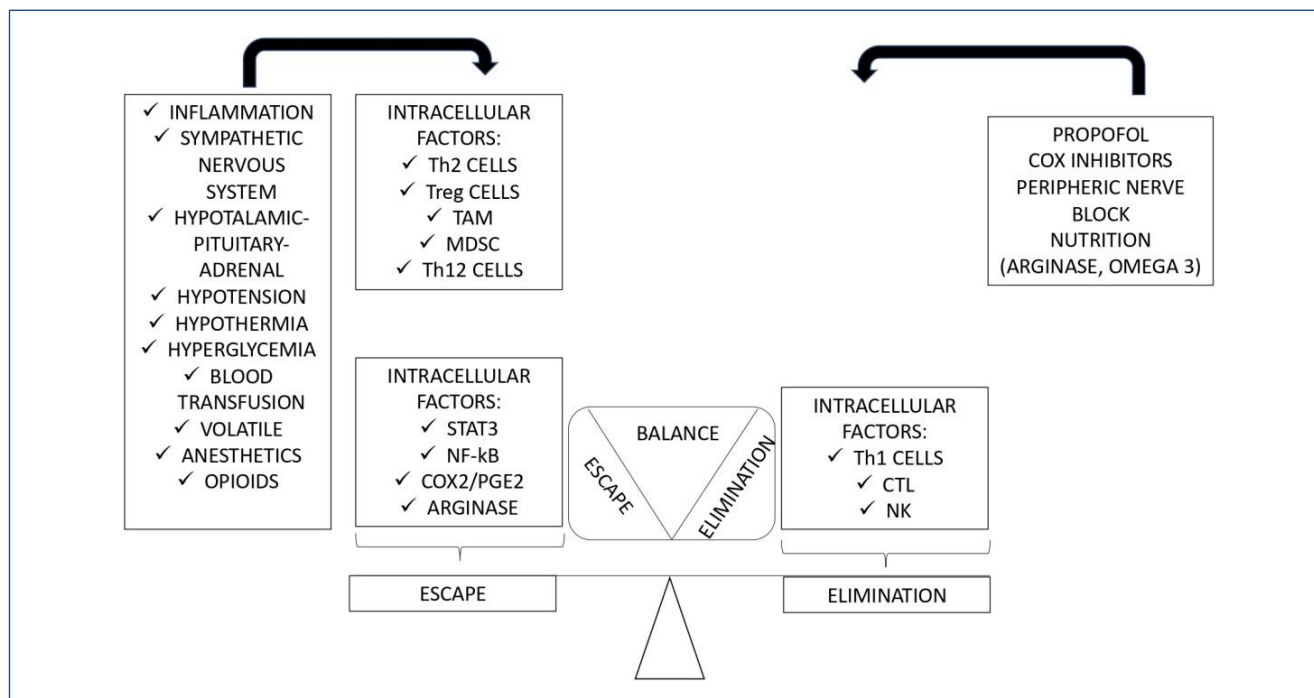 ✓ INFLAMMATION
✓ SYMPATHETIC
NERVOUS
SYSTEM
✓ HYPOTALAMIC-
PITUITARY-
ADRENAL
✓ HYPOTENSION
✓ HYPOTHERMIA
✓ HYPERGLYCEMIA
✓ BLOOD
TRANSFUSION
✓ VOLATILE
✓ ANESTHETICS
✓ OPIOIDS
INTRACELLULAR
FACTORS:
✓ Th2 CELLS
✓ Treg CELLS
✓ TAM
✓ MDSC
✓ Th12 CELLS
PROPOFOL
COX INHIBITORS
PERIPHERIC NERVE
BLOCK
NUTRITION
(ARGINASE, OMEGA 3)
INTRACELLULAR
FACTORS:
✓ STAT3
✓ NF-kB
✓ COX2/PGE2
✓ ARGINASE
ESCAPE
BALANCE
ELIMINATION
INTRACELLULAR
FACTORS:
✓ Th1 CELLS
✓ CTL
✓ NK
ESCAPE
ELIMINATION